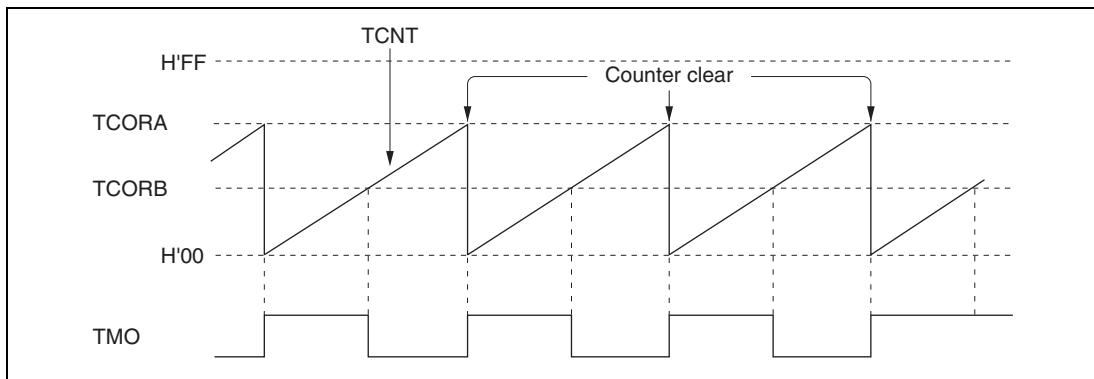 TCNT
H'FF
Counter clear
TCORA
TCORB
H'00
TMO